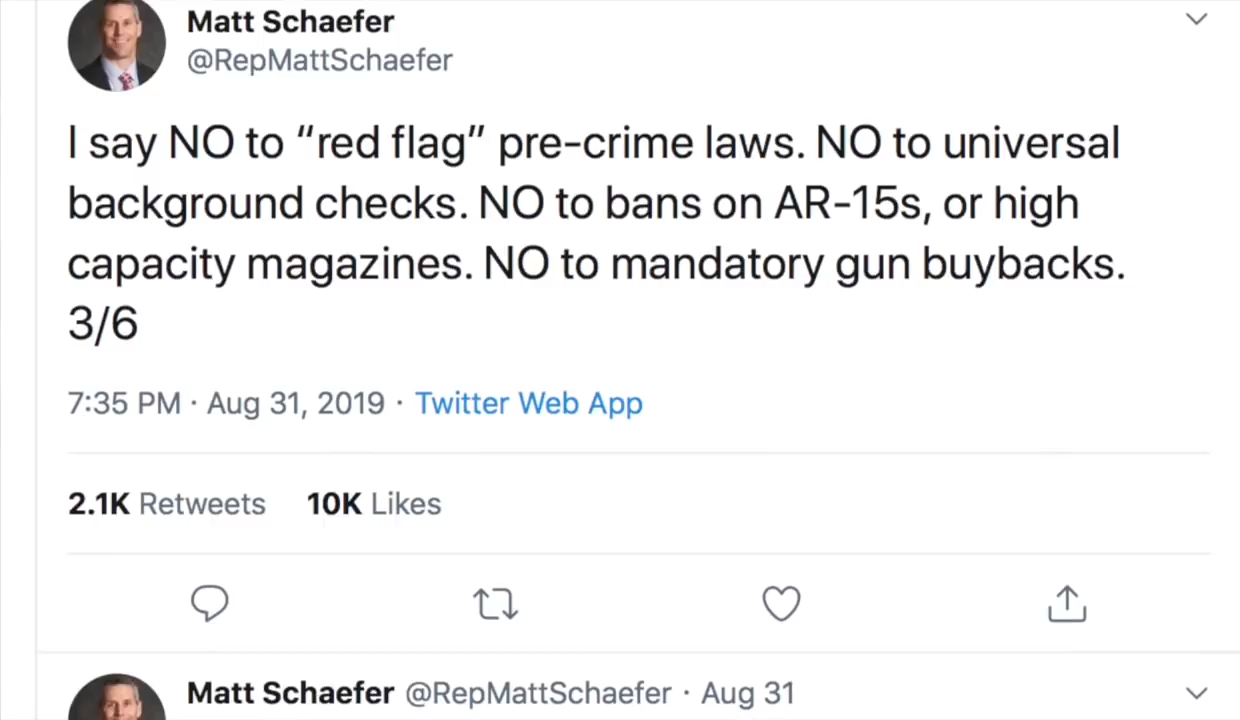 Matt Schaefer
@RepMattSchaefer
I say NO to “red flag” pre-crime laws. NO to universal
background checks. NO to bans on AR-15s, or high
capacity magazines. NO to mandatory gun buybacks.
3/6
7:35 PM · Aug 31, 2019 · Twitter Web App
2.1K Retweets 10K Likes
Matt Schaefer @RepMattSchaefer · Aug 31